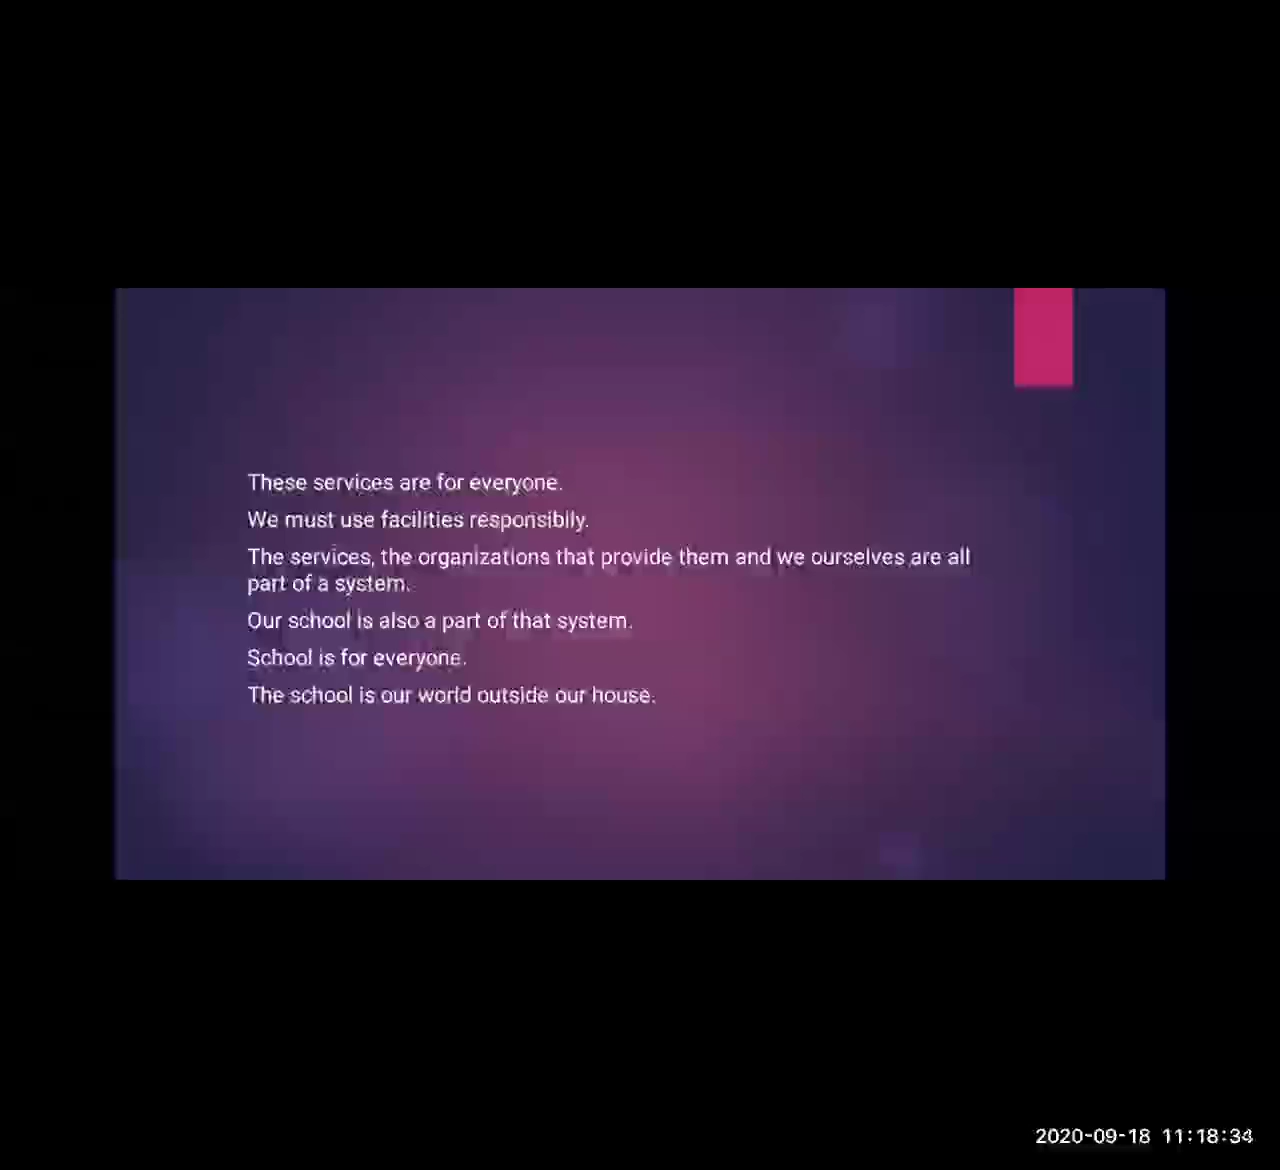 These services are for everyone.
We must use facilities responsibily.
The services, the organizations that provide them and we ourselves are all
part of a system.
Our school is also a part of that system.
School is for everyone.
The school is our world outside our house.
2020-09-18 11:18:34